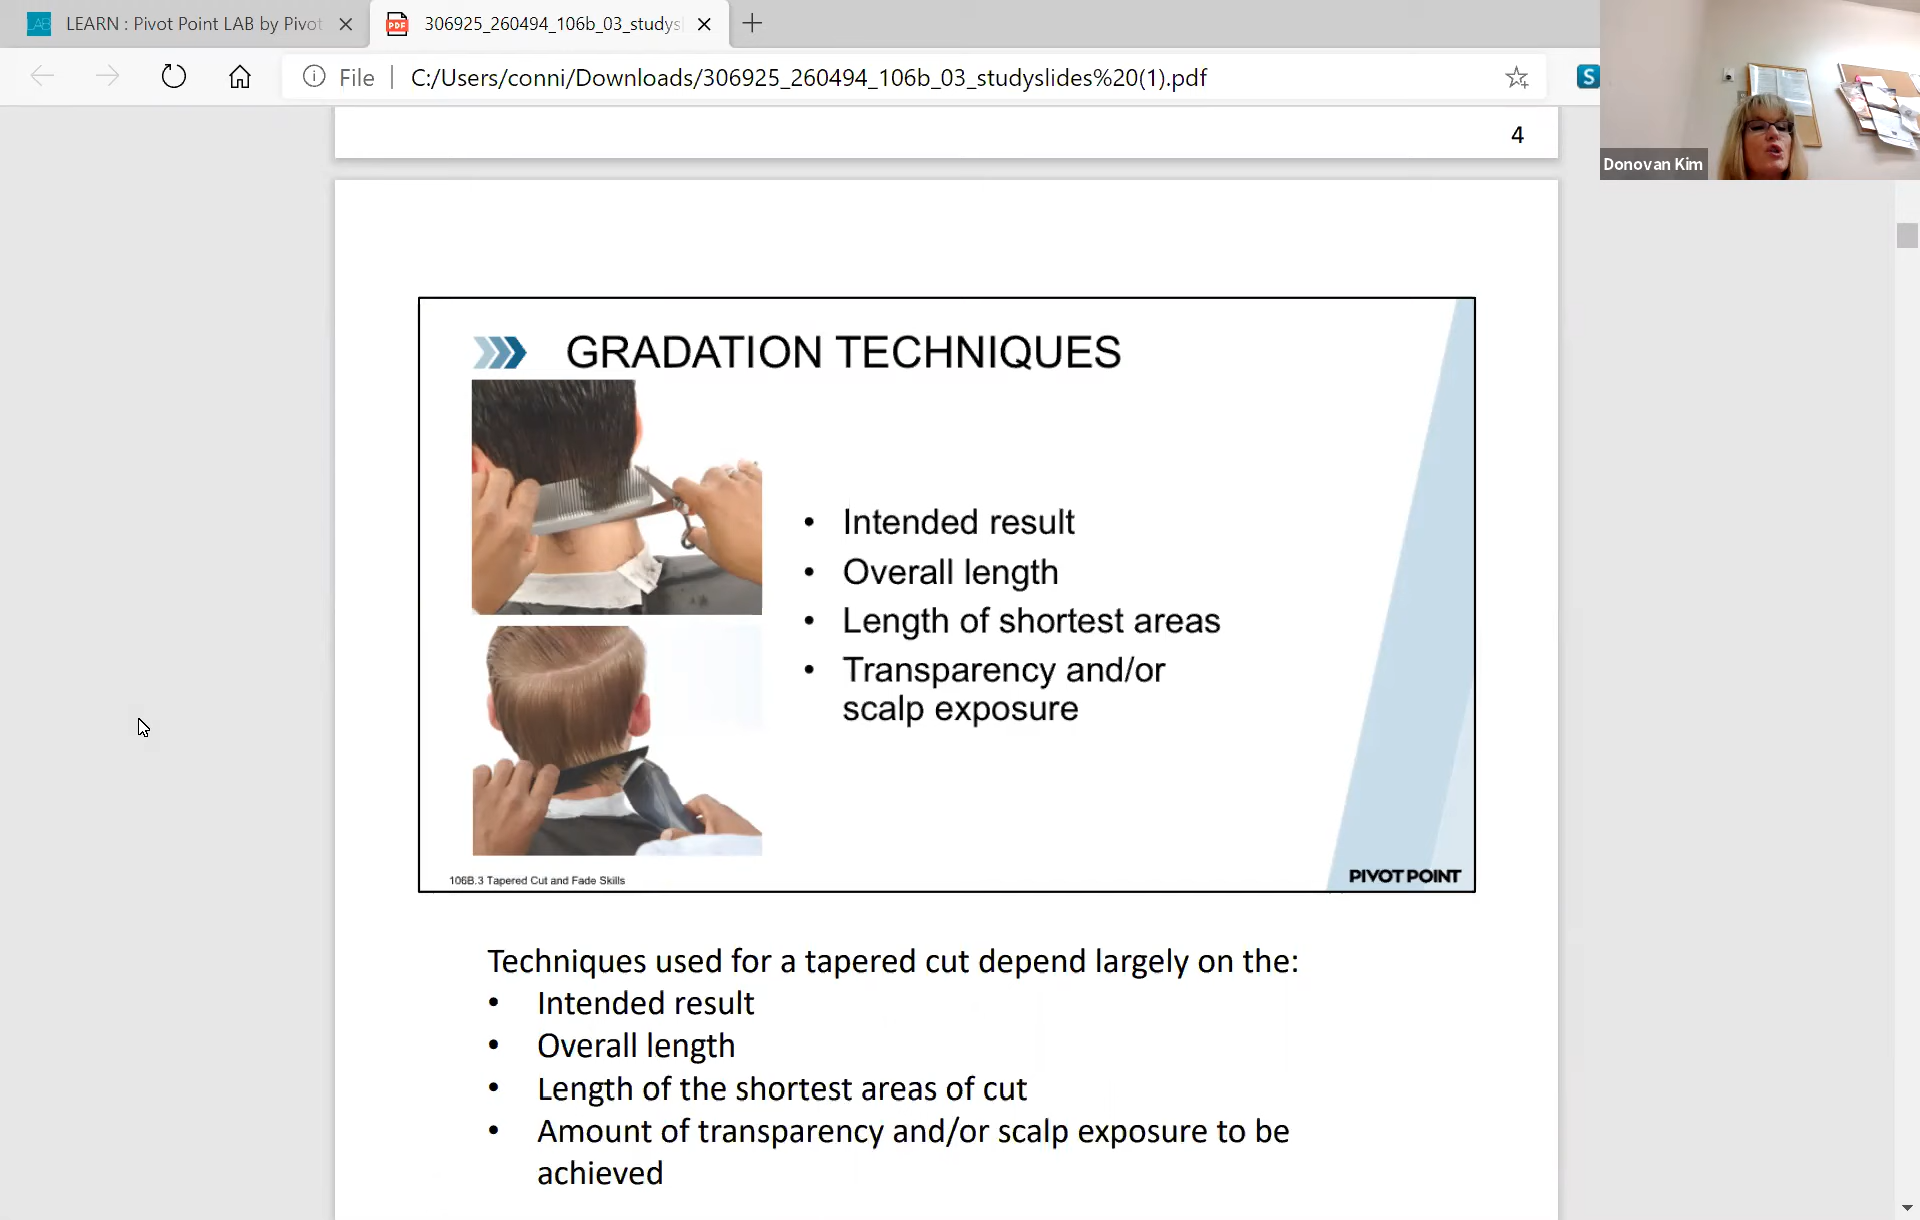 LEARN : Pivot Point LAB by Pivot
306925_260494_106b_03_studys
File
C:/Users/conni/Downloads/306925_260494_106b_03_studyslides%20(1).pdf
Donovan Kim
4
GRADATION TECHNIQUES
• Intended result
• Overall length
• Length of shortest areas
• Transparency and/or
scalp exposure
106B.3 Tapered Cut and Fade Skills
PIVOT POINT
Techniques used for a tapered cut depend largely on the:
• Intended result
• Overall length
• Length of the shortest areas of cut
• Amount of transparency and/or scalp exposure to be
achieved